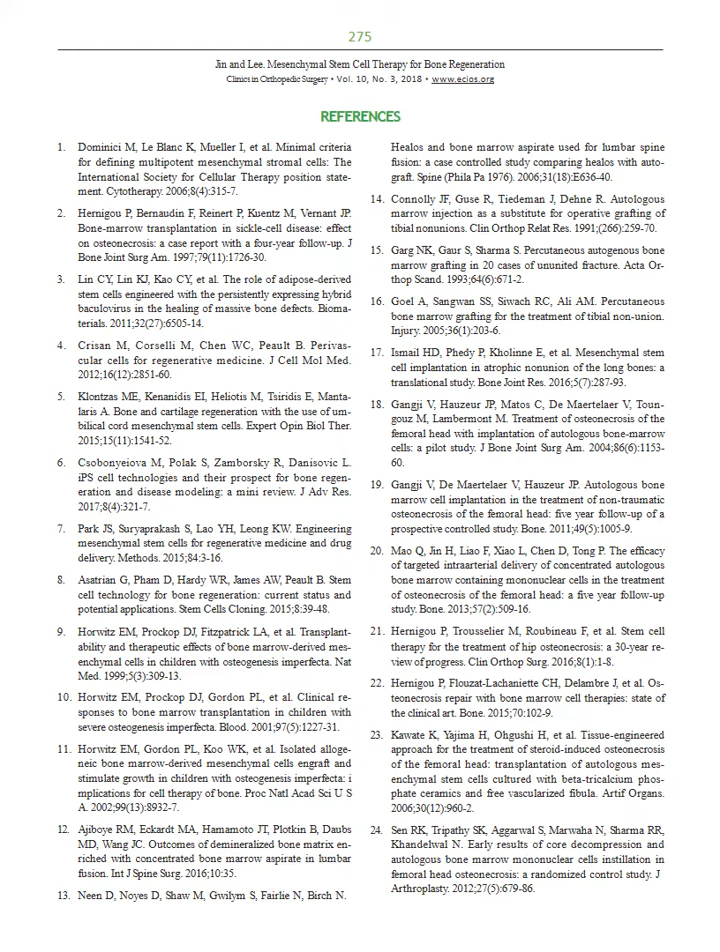 275
Jin and Lee. Mesenchymal Stem Cell Therapy for Bone Regeneration
Clinics in Orthopedic Surgery • Vol. 10, No. 3, 2018 • www.ecios.org
REFERENCES
1. Dominici M, Le Blanc K, Mueller I, et al. Minimal criteria
for defining multipotent mesenchymal stromal cells: The
International Society for Cellular Therapy position state-
ment. Cytotherapy. 2006;8(4):315-7.
2. Hernigou P, Bernaudin F, Reinert P, Kuentz M, Vernant JP.
Bone-marrow transplantation in sickle-cell disease: effect
on osteonecrosis: a case report with a four-year follow-up. J
Bone Joint Surg Am. 1997;79(11):1726-30.
3. Lin CY, Lin KJ, Kao CY, et al. The role of adipose-derived
stem cells engineered with the persistently expressing hybrid
baculovirus in the healing of massive bone defects. Bioma-
terials. 2011;32(27):6505-14.
4. Crisan M, Corselli M, Chen WC, Peault B. Perivas-
cular cells for regenerative medicine. J Cell Mol Med.
2012;16(12):2851-60.
5. Klontzas ME, Kenanidis EI, Heliotis M, Tsiridis E, Manta-
laris A. Bone and cartilage regeneration with the use of um-
bilical cord mesenchymal stem cells. Expert Opin Biol Ther.
2015;15(11):1541-52.
6. Csobonyeiova M, Polak S, Zamborsky R, Danisovic L.
iPS cell technologies and their prospect for bone regen-
eration and disease modeling: a mini review. J Adv Res.
2017;8(4):321-7.
7. Park JS, Suryaprakash S, Lao YH, Leong KW. Engineering
mesenchymal stem cells for regenerative medicine and drug
delivery. Methods. 2015;84:3-16.
8. Asatrian G, Pham D, Hardy WR, James AW, Peault B. Stem
cell technology for bone regeneration: current status and
potential applications. Stem Cells Cloning. 2015;8:39-48.
9. Horwitz EM, Prockop DJ, Fitzpatrick LA, et al. Transplant-
ability and therapeutic effects of bone marrow-derived mes-
enchymal cells in children with osteogenesis imperfecta. Nat
Med. 1999;5(3):309-13.
10. Horwitz EM, Prockop DJ, Gordon PL, et al. Clinical re-
sponses to bone marrow transplantation in children with
severe osteogenesis imperfecta. Blood. 2001;97(5):1227-31.
11. Horwitz EM, Gordon PL, Koo WK, et al. Isolated alloge-
neic bone marrow-derived mesenchymal cells engraft and
stimulate growth in children with osteogenesis imperfecta: i
mplications for cell therapy of bone. Proc Natl Acad Sci U S
A. 2002;99(13):8932-7.
12. Ajiboye RM, Eckardt MA, Hamamoto JT, Plotkin B, Daubs
MD, Wang JC. Outcomes of demineralized bone matrix en-
riched with concentrated bone marrow aspirate in lumbar
fusion. Int J Spine Surg. 2016;10:35.
13. Neen D, Noyes D, Shaw M, Gwilym S, Fairlie N, Birch N.
Healos and bone marrow aspirate used for lumbar spine
fusion: a case controlled study comparing healos with auto-
graft. Spine (Phila Pa 1976). 2006;31(18):E636-40.
14. Connolly JF, Guse R, Tiedeman J, Dehne R. Autologous
marrow injection as a substitute for operative grafting of
tibial nonunions. Clin Orthop Relat Res. 1991;(266):259-70.
15. Garg NK, Gaur S, Sharma S. Percutaneous autogenous bone
marrow grafting in 20 cases of ununited fracture. Acta Or-
thop Scand. 1993;64(6):671-2.
16. Goel A, Sangwan SS, Siwach RC, Ali AM. Percutaneous
bone marrow grafting for the treatment of tibial non-union.
Injury. 2005;36(1):203-6.
17. Ismail HD, Phedy P, Kholinne E, et al. Mesenchymal stem
cell implantation in atrophic nonunion of the long bones: a
translational study. Bone Joint Res. 2016;5(7):287-93.
18. Gangji V, Hauzeur JP, Matos C, De Maertelaer V, Toun-
gouz M, Lambermont M. Treatment of osteonecrosis of the
femoral head with implantation of autologous bone-marrow
cells: a pilot study. J Bone Joint Surg Am. 2004;86(6):1153-
60.
19. Gangji V, De Maertelaer V, Hauzeur JP. Autologous bone
marrow cell implantation in the treatment of non-traumatic
osteonecrosis of the femoral head: five year follow-up of a
prospective controlled study. Bone. 2011;49(5):1005-9.
20. Mao Q, Jin H, Liao F, Xiao L, Chen D, Tong P. The efficacy
of targeted intraarterial delivery of concentrated autologous
bone marrow containing mononuclear cells in the treatment
of osteonecrosis of the femoral head: a five year follow-up
study. Bone. 2013;57(2):509-16.
21. Hernigou P, Trousselier M, Roubineau F, et al. Stem cell
therapy for the treatment of hip osteonecrosis: a 30-year re-
view of progress. Clin Orthop Surg. 2016;8(1):1-8.
22. Hernigou P, Flouzat-Lachaniette CH, Delambre J, et al. Os-
teonecrosis repair with bone marrow cell therapies: state of
the clinical art. Bone. 2015;70:102-9.
23. Kawate K, Yajima H, Ohgushi H, et al. Tissue-engineered
approach for the treatment of steroid-induced osteonecrosis
of the femoral head: transplantation of autologous mes-
enchymal stem cells cultured with beta-tricalcium phos-
phate ceramics and free vascularized fibula. Artif Organs.
2006;30(12):960-2.
24. Sen RK, Tripathy SK, Aggarwal S, Marwaha N, Sharma RR,
Khandelwal N. Early results of core decompression and
autologous bone marrow mononuclear cells instillation in
femoral head osteonecrosis: a randomized control study. J
Arthroplasty. 2012;27(5):679-86.